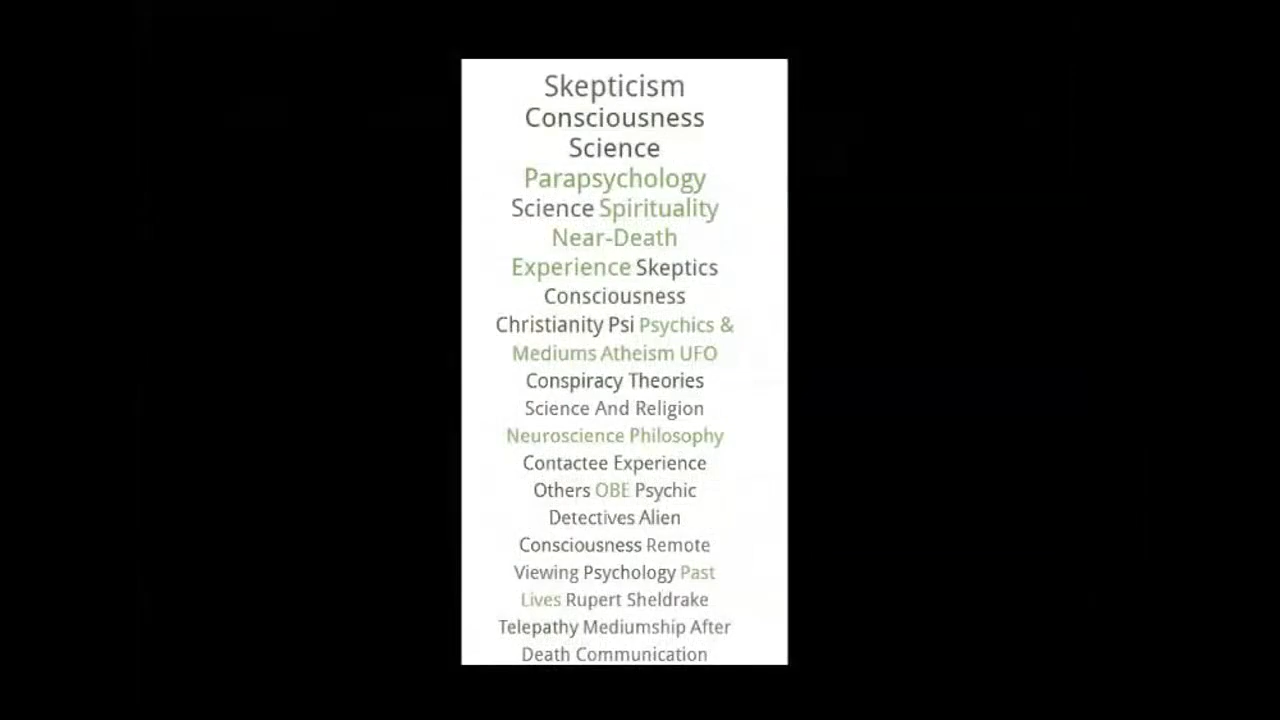 Skepticism
Consciousness
Science
Parapsychology
Science Spirituality
Near-Death
Experience Skeptics
Consciousness
Christianity Psi Psychics &
Mediums Atheism UFO
Conspiracy Theories
Science And Religion
Neuroscience Philosophy
Contactee Experience
Others OBE Psychic
Detectives Alien
Consciousness Remote
Viewing Psychology Past
Lives Rupert Sheldrake
Telepathy Mediumship After
Death Communication